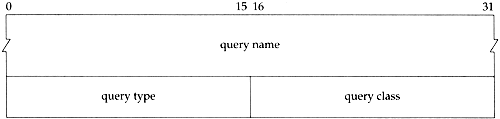 0 15 16 31
query name
query type query class